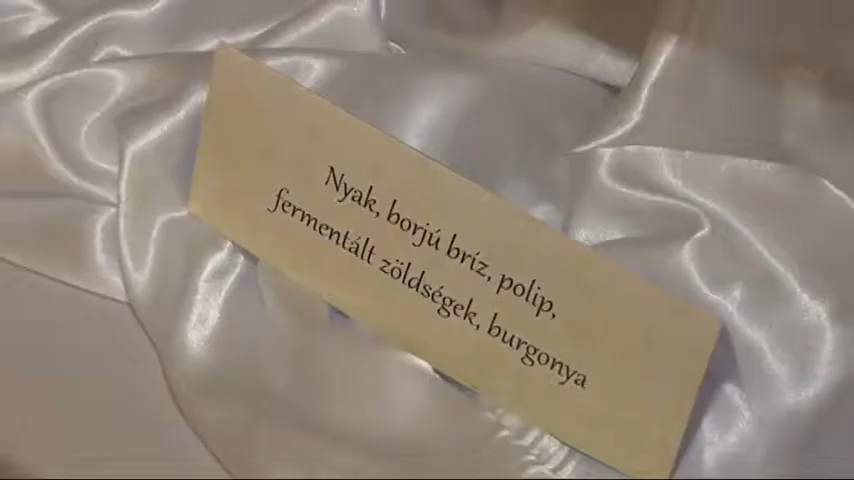 Nyak, borjú bríz, polip,
fermentált zöldségek, burgonya